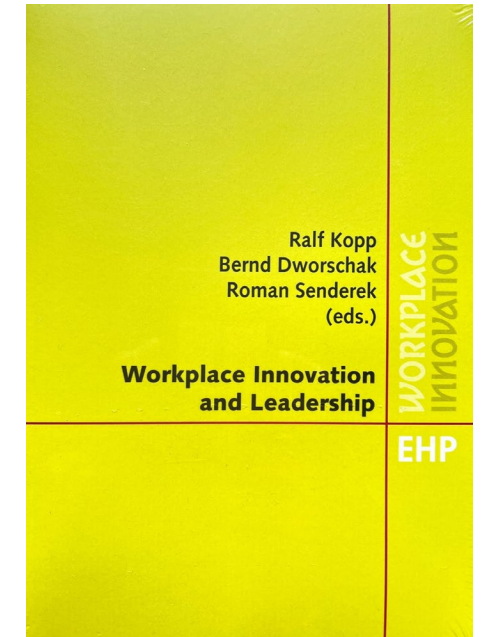 Ralf Kopp
Bernd Dworschak
Roman Senderek
(eds.)
Workplace Innovation
and Leadership
WORKPLACE
INNOVATION
EHP